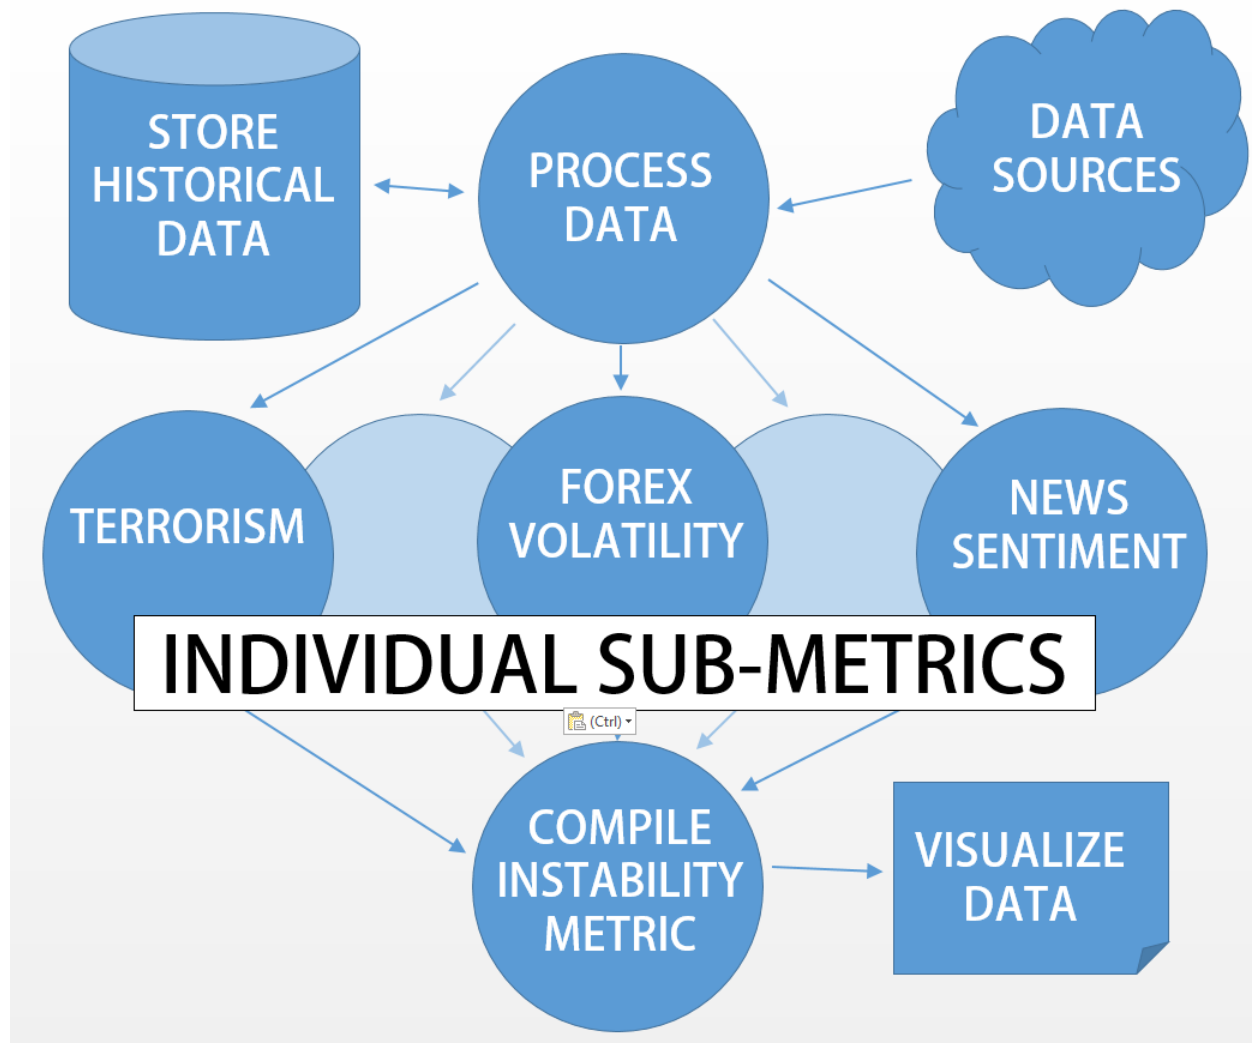 STORE
HISTORICAL
DATA
PROCESS
DATA
DATA
SOURCES
TERRORISM
FOREX
VOLATILITY
NEWS
SENTIMENT
INDIVIDUAL SUB-METRICS
(Ctrl)
COMPILE
INSTABILITY
METRIC
VISUALIZE
DATA